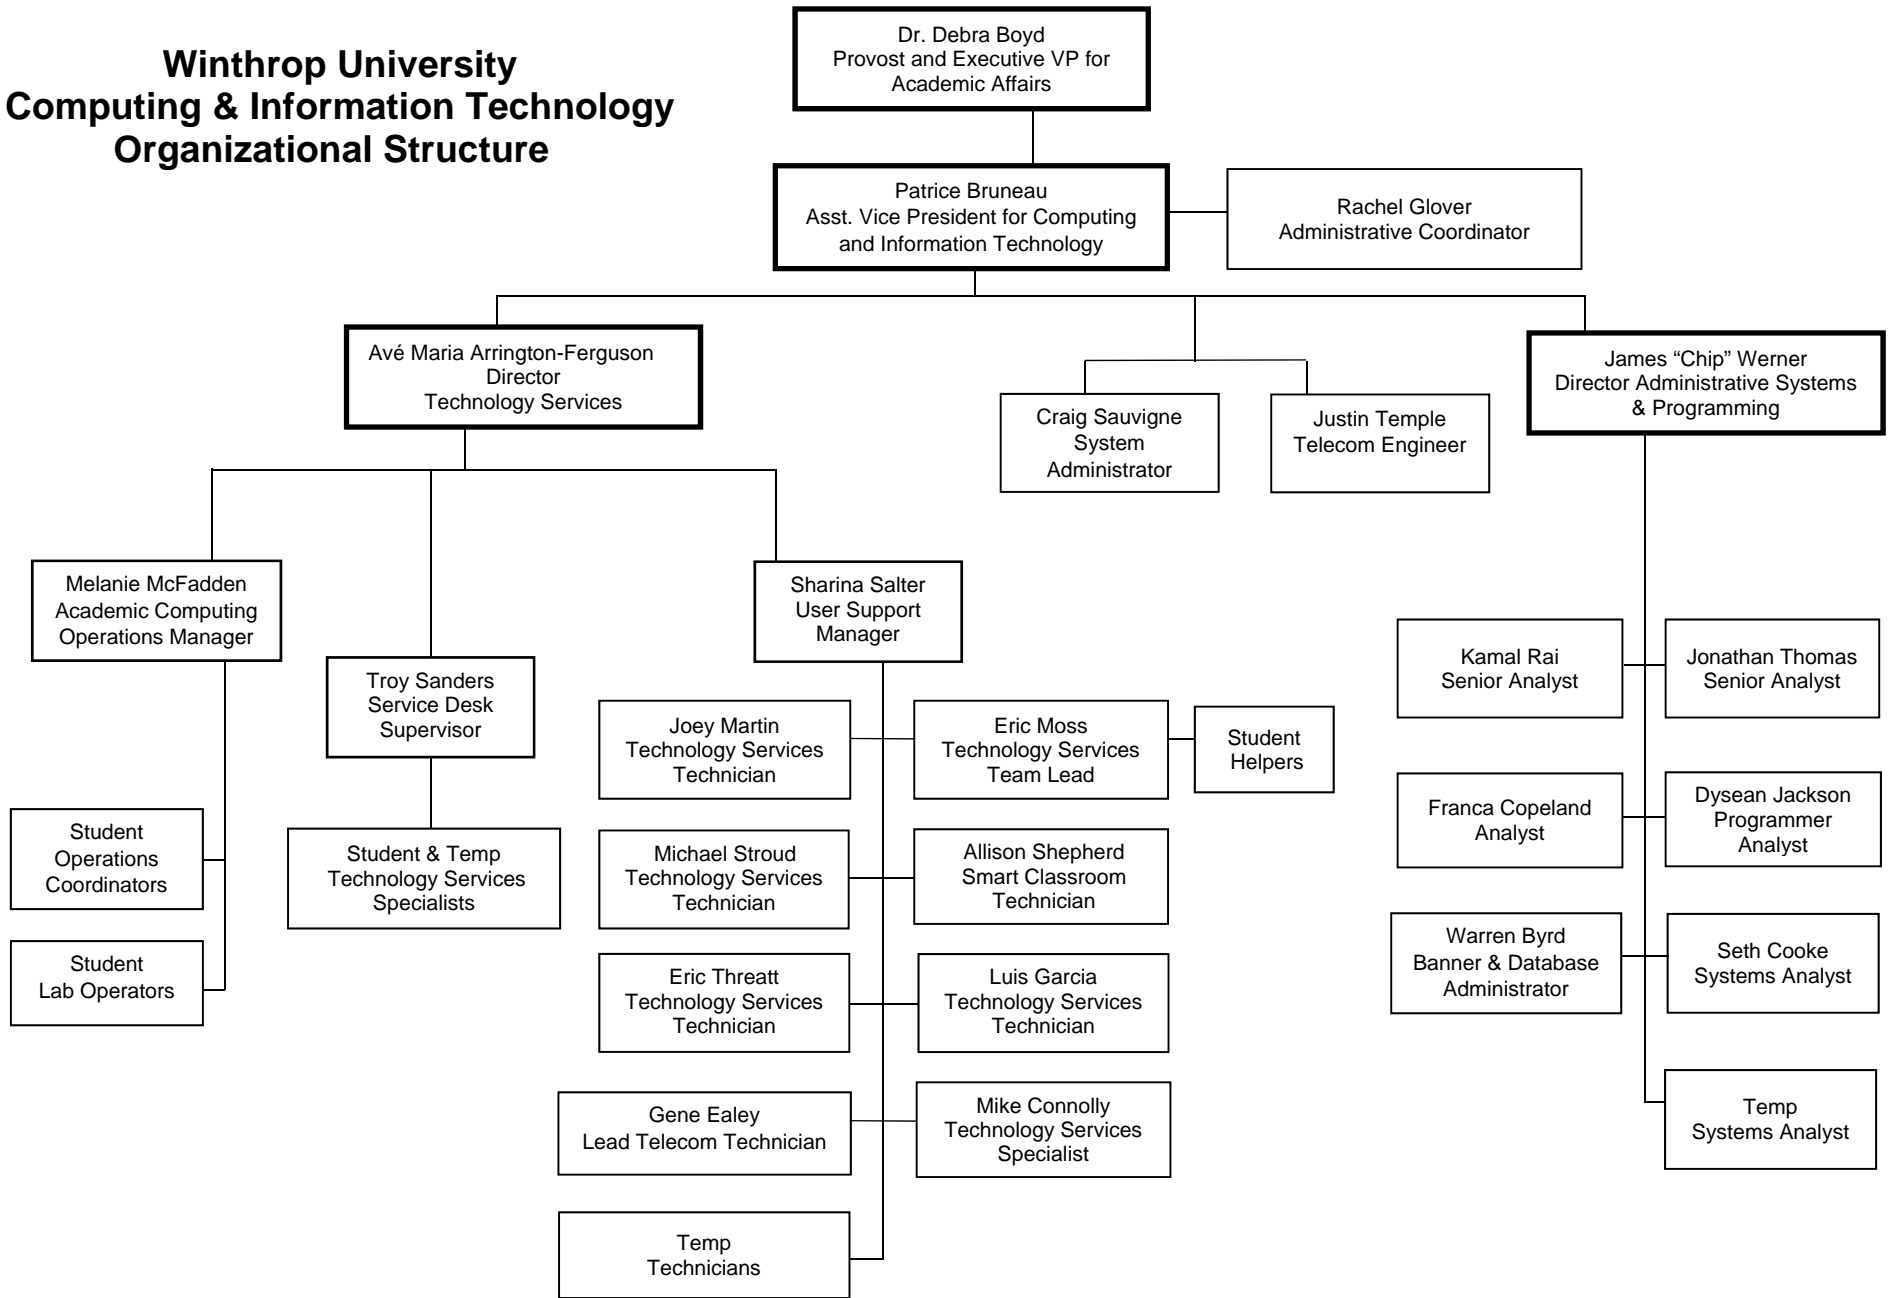 Winthrop University
Computing & Information Technology
Organizational Structure
Dr. Debra Boyd
Provost and Executive VP for
Academic Affairs
Patrice Bruneau
Asst. Vice President for Computing
and Information Technology
Rachel Glover
Administrative Coordinator
Avé Maria Arrington-Ferguson
Director
Technology Services
Craig Sauvigne
System
Administrator
Justin Temple
Telecom Engineer
James “Chip” Werner
Director Administrative Systems
& Programming
Melanie McFadden
Academic Computing
Operations Manager
Troy Sanders
Service Desk
Supervisor
Sharina Salter
User Support
Manager
Student
Operations
Coordinators
Student
Lab Operators
Student & Temp
Technology Services
Specialists
Joey Martin
Technology Services
Technician
Eric Moss
Technology Services
Team Lead
Student
Helpers
Michael Stroud
Technology Services
Technician
Allison Shepherd
Smart Classroom
Technician
Eric Threatt
Technology Services
Technician
Luis Garcia
Technology Services
Technician
Gene Ealey
Lead Telecom Technician
Mike Connolly
Technology Services
Specialist
Temp
Technicians
Kamal Rai
Senior Analyst
Jonathan Thomas
Senior Analyst
Franca Copeland
Analyst
Dysean Jackson
Programmer
Analyst
Warren Byrd
Banner & Database
Administrator
Seth Cooke
Systems Analyst
Temp
Systems Analyst